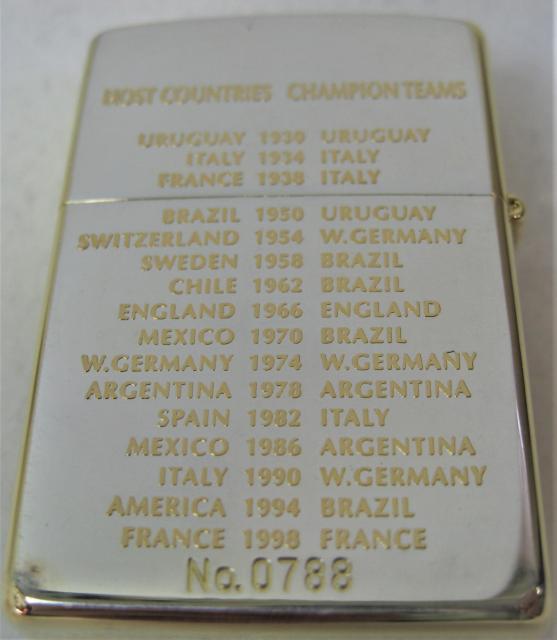 HOST COUNTRIES CHAMPION TEAMS
URUGUAY 1930 URUGUAY
ITALY 1934 ITALY
FRANCE 1938 ITALY
BRAZIL 1950 URUGUAY
SWITZERLAND 1954 W.GERMANY
SWEDEN 1958 BRAZIL
CHILE 1962 BRAZIL
ENGLAND 1966 ENGLAND
MEXICO 1970 BRAZIL
W.GERMANY 1974 W.GERMANY
ARGENTINA 1978 ARGENTINA
SPAIN 1982 ITALY
MEXICO 1986 ARGENTINA
ITALY 1990 W.GERMANY
AMERICA 1994 BRAZIL
FRANCE 1998 FRANCE
No.0788